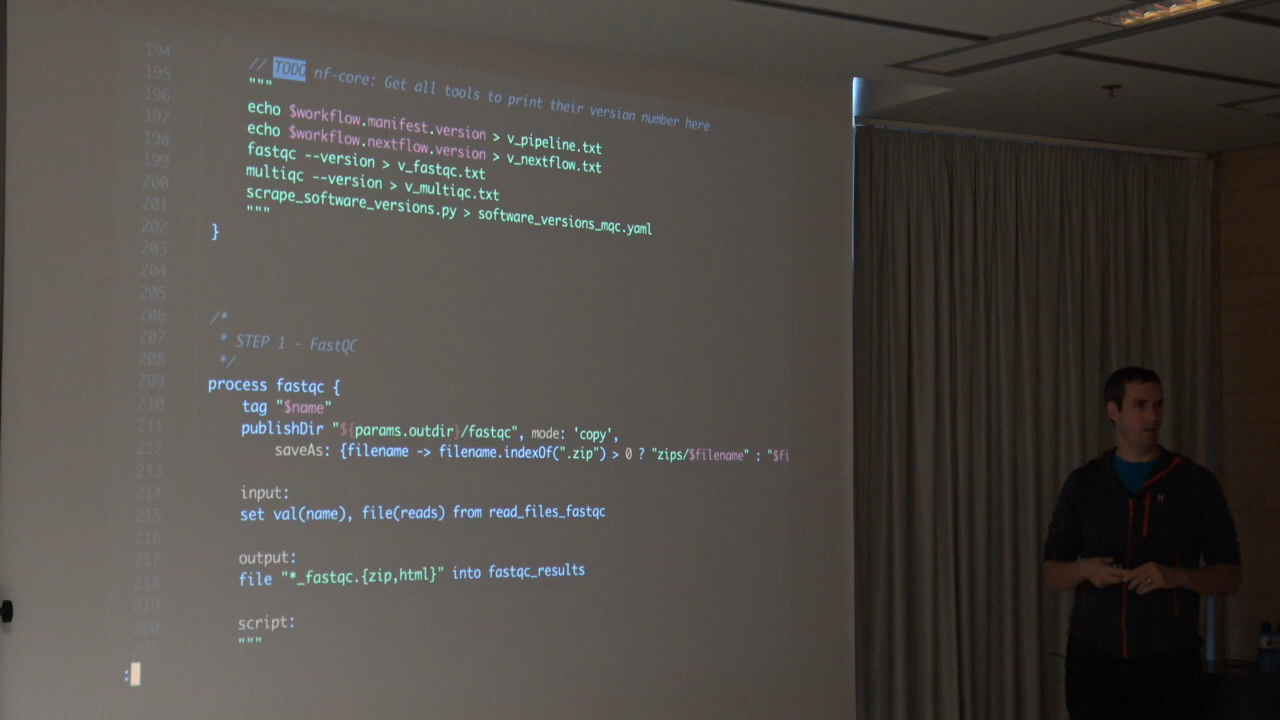 194
195 // TODO nf-core: Get all tools to print their version number here
196 """
197 echo $workflow.manifest.version > v_pipeline.txt
198 echo $workflow.nextflow.version > v_nextflow.txt
199 fastqc --version > v_fastqc.txt
200 multiqc --version > v_multiqc.txt
201 scrape_software_versions.py > software_versions_mqc.yaml
202 """
203 }
204
205
206 /*
207 * STEP 1 - FastQC
208 */
209 process fastqc {
210 tag "$name"
211 publishDir "${params.outdir}/fastqc", mode: 'copy',
212 saveAs: {filename -> filename.indexOf(".zip") > 0 ? "zips/$filename" : "$fi
213
214 input:
215 set val(name), file(reads) from read_files_fastqc
216
217 output:
218 file "*_fastqc.{zip,html}" into fastqc_results
219
220 script:
"""
: